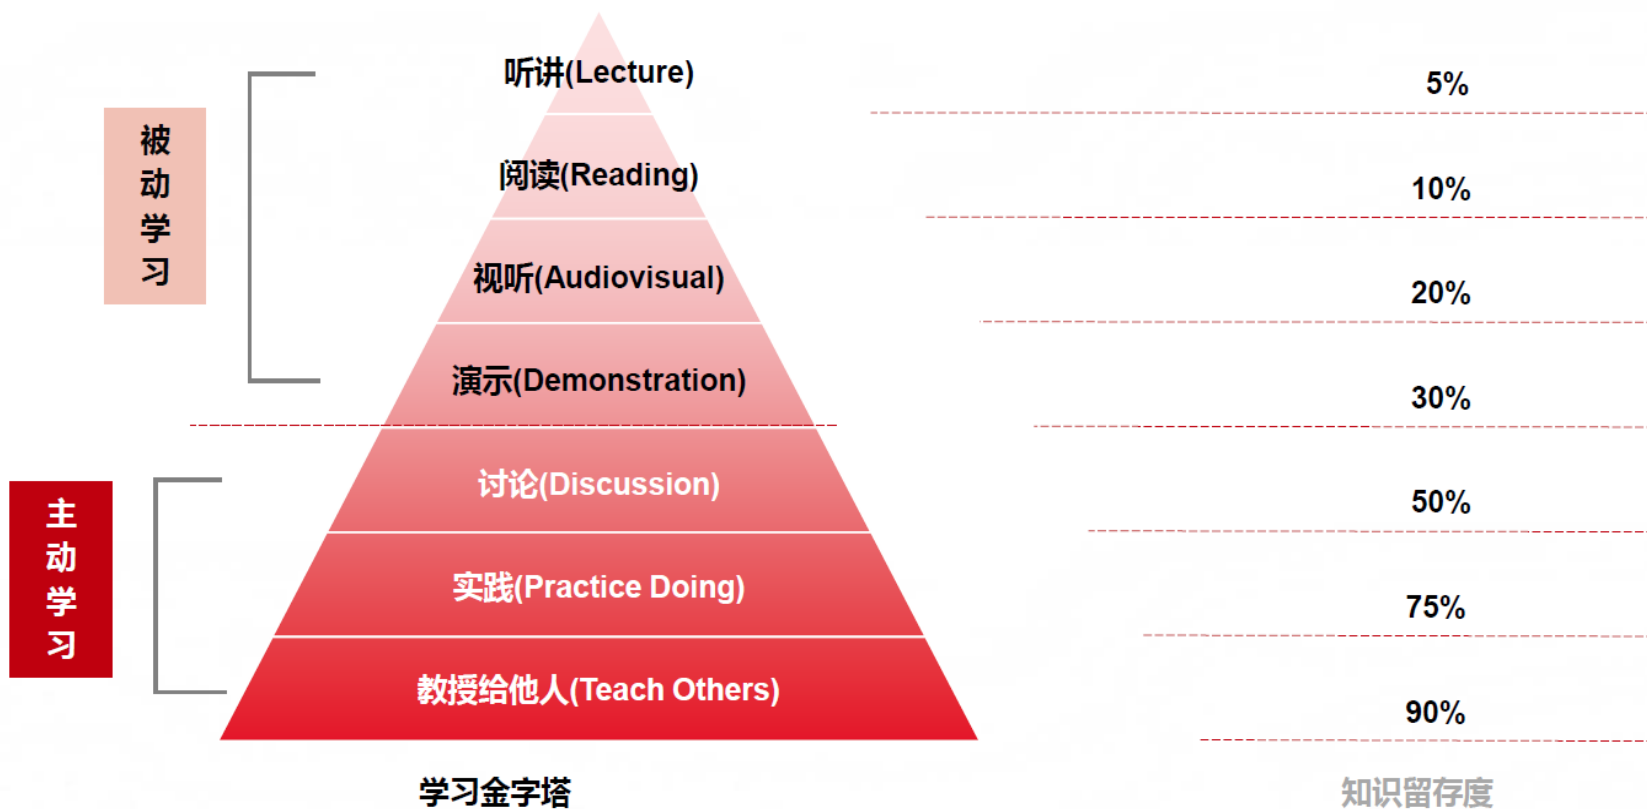 听讲(Lecture)
5%
被动学习
阅读(Reading)
10%
视听(Audiovisual)
20%
演示(Demonstration)
30%
主动学习
讨论(Discussion)
50%
实践(Practice Doing)
75%
教授给他人(Teach Others)
90%
学习金字塔
知识留存度